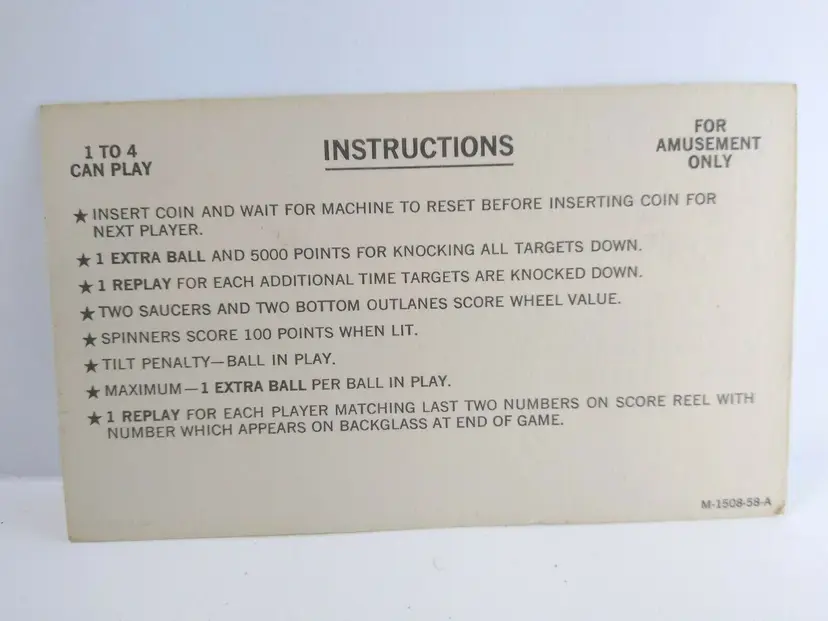 1 TO 4
CAN PLAY
INSTRUCTIONS
FOR
AMUSEMENT
ONLY
★ INSERT COIN AND WAIT FOR MACHINE TO RESET BEFORE INSERTING COIN FOR
NEXT PLAYER.
★ 1 EXTRA BALL AND 5000 POINTS FOR KNOCKING ALL TARGETS DOWN.
★ 1 REPLAY FOR EACH ADDITIONAL TIME TARGETS ARE KNOCKED DOWN.
★ TWO SAUCERS AND TWO BOTTOM OUTLANES SCORE WHEEL VALUE.
★ SPINNERS SCORE 100 POINTS WHEN LIT.
★ TILT PENALTY—BALL IN PLAY.
★ MAXIMUM—1 EXTRA BALL PER BALL IN PLAY.
★ 1 REPLAY FOR EACH PLAYER MATCHING LAST TWO NUMBERS ON SCORE REEL WITH
NUMBER WHICH APPEARS ON BACKGLASS AT END OF GAME.
M-1508-58-A